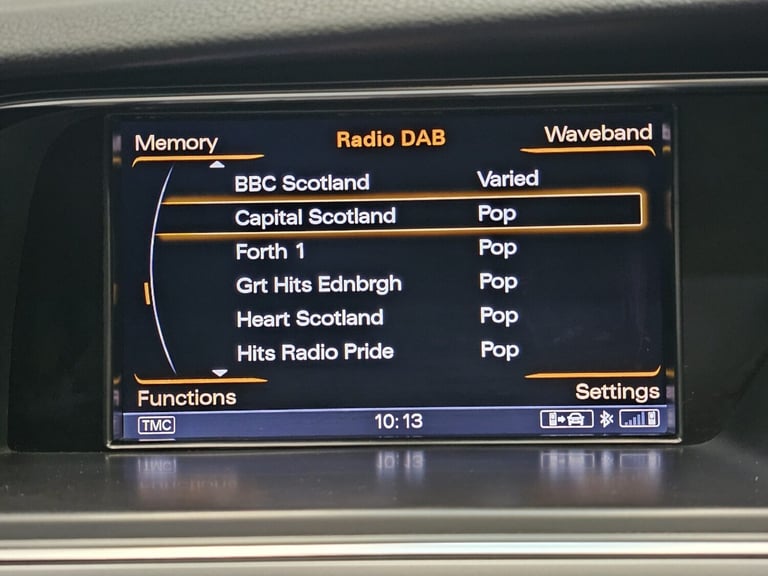 Memory Radio DAB Waveband
BBC Scotland Varied
Capital Scotland Pop
Forth 1 Pop
Grt Hits Ednbrgh Pop
Heart Scotland Pop
Hits Radio Pride Pop
Functions Settings
TMC 10:13